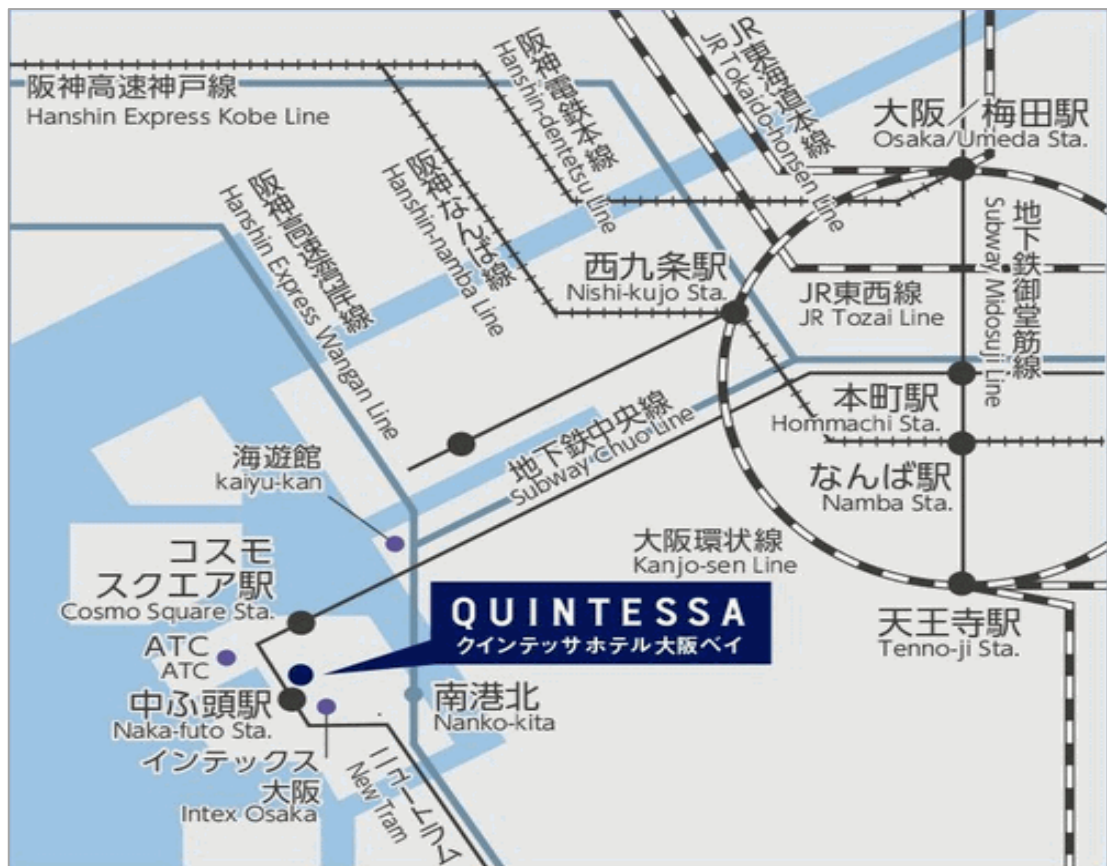 阪神高速神戸線
Hanshin Express Kobe Line
阪神電鉄本線
Hanshin-dentetsu Line
JR東海道本線
JR Tokaido-honsen Line
大阪／梅田駅
Osaka/Umeda Sta.
阪神高速湾岸線
Hanshin Express Wangan Line
阪神なんば線
Hanshin-namba Line
西九条駅
Nishi-kujo Sta.
JR東西線
JR Tozai Line
地下鉄御堂筋線
Subway Midosuji Line
本町駅
Hommachi Sta.
なんば駅
Namba Sta.
海遊館
kaiyu-kan
地下鉄中央線
Subway Chuo Line
大阪環状線
Kanjo-sen Line
コスモ
スクエア駅
Cosmo Square Sta.
QUINTESSA
クインテッサホテル大阪ベイ
天王寺駅
Tenno-ji Sta.
ATC
ATC
中ふ頭駅
Naka-futo Sta.
南港北
Nanko-kita
インテックス
大阪
Intex Osaka
ニュートラム
New Tram